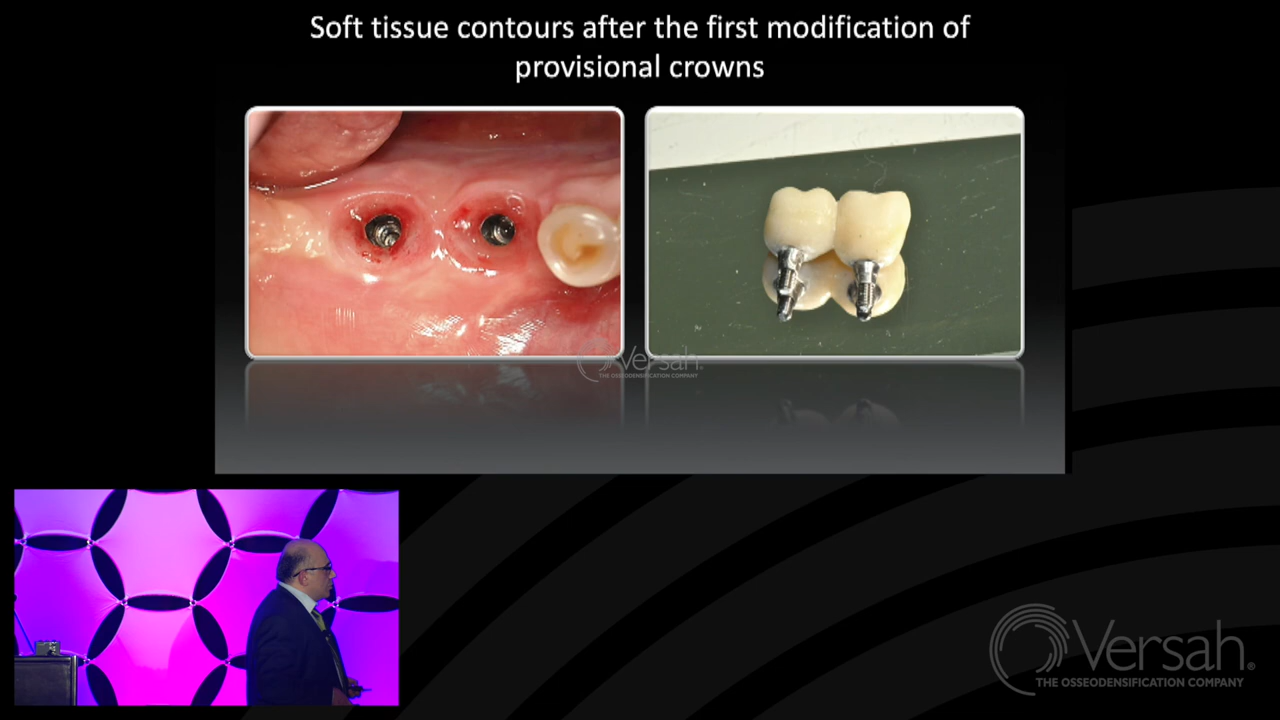 Soft tissue contours after the first modification of
provisional crowns
Versah.
THE OSSEODENSIFICATION COMPANY
Versah®
THE OSSEODENSIFICATION COMPANY